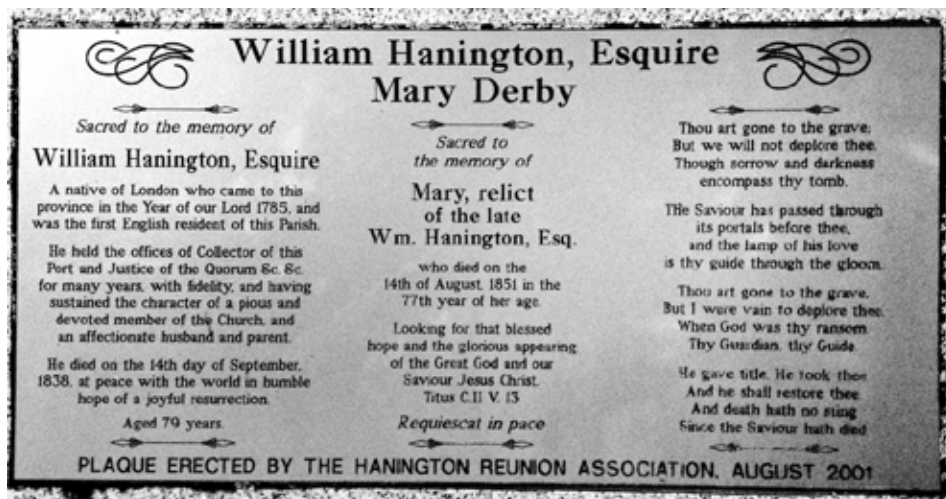 William Hanington, Esquire
Mary Derby
Sacred to the memory of
William Hanington, Esquire
A native of London who came to this
province in the Year of our Lord 1785, and
was the first English resident of this Parish.
He held the offices of Collector of this
Port and Justice of the Quorum &c. &c.
for many years, with fidelity, and having
sustained the character of a pious and
devoted member of the Church, and
an affectionate husband and parent.
He died on the 14th day of September,
1838, at peace with the world in humble
hope of a joyful resurrection.
Aged 79 years.
Sacred to
the memory of
Mary, relict
of the late
Wm. Hanington, Esq.
who died on the
14th of August, 1851 in the
77th year of her age.
Looking for that blessed
hope and the glorious appearing
of the Great God and our
Saviour Jesus Christ.
Titus C.II V. 13
Requiescat in pace
Thou art gone to the grave;
But we will not deplore thee.
Though sorrow and darkness
encompass thy tomb.
THe Saviour has passed through
its portals before thee,
and the lamp of his love
is thy guide through the gloom.
Thou art gone to the grave,
But I were vain to deplore thee.
When God was thy ransom
Thy Guardian, thy Guide.
He gave title, He took thee
And he shall restore thee
And death hath no sting
Since the Saviour hath died
PLAQUE ERECTED BY THE HANINGTON REUNION ASSOCIATION, AUGUST 2001